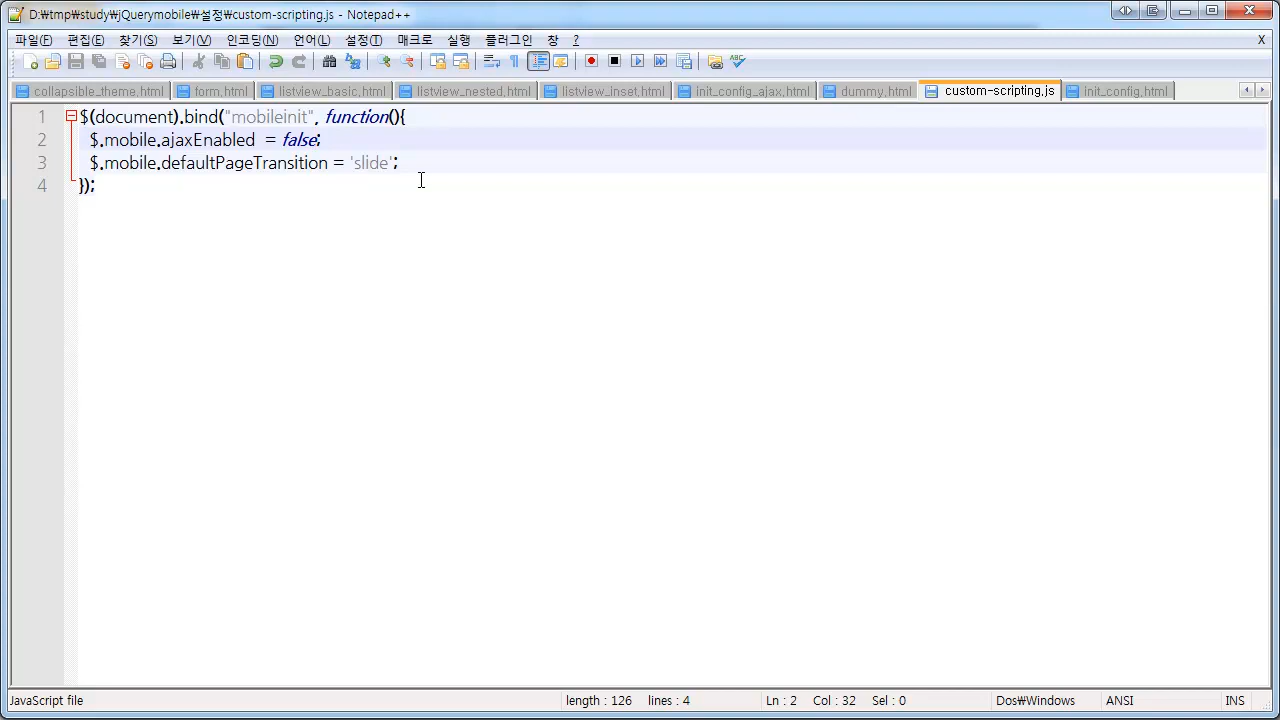 D:₩tmp₩study₩jQuerymobile₩설정₩custom-scripting.js - Notepad++
파일(F) 편집(E) 찾기(S) 보기(V) 인코딩(N) 언어(L) 설정(T) 매크로 실행 플러그인 창 ? X
collapsible_theme.html form.html listview_basic.html listview_nested.html listview_inset.html init_config_ajax.html dummy.html custom-scripting.js init_config.html
1 $(document).bind("mobileinit", function(){
2 $.mobile.ajaxEnabled = false;
3 $.mobile.defaultPageTransition = 'slide';
4 });
JavaScript file length : 126 lines : 4 Ln : 2 Col : 32 Sel : 0 Dos₩Windows ANSI INS